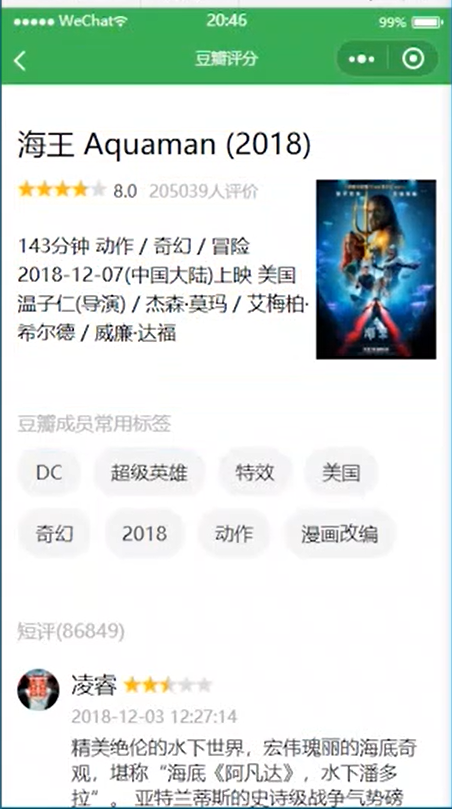 ●●●●● WeChat 20:46 99%
豆瓣评分
海王 Aquaman (2018)
8.0 205039人评价
143分钟 动作 / 奇幻 / 冒险
2018-12-07(中国大陆)上映 美国
温子仁(导演) / 杰森·莫玛 / 艾梅柏·
希尔德 / 威廉·达福
海王
豆瓣成员常用标签
DC 超级英雄 特效 美国
奇幻 2018 动作 漫画改编
短评(86849)
凌睿
2018-12-03 12:27:14
精美绝伦的水下世界，宏伟瑰丽的海底奇
观，堪称“海底《阿凡达》，水下潘多
拉”。 亚特兰蒂斯的史诗级战争气势磅